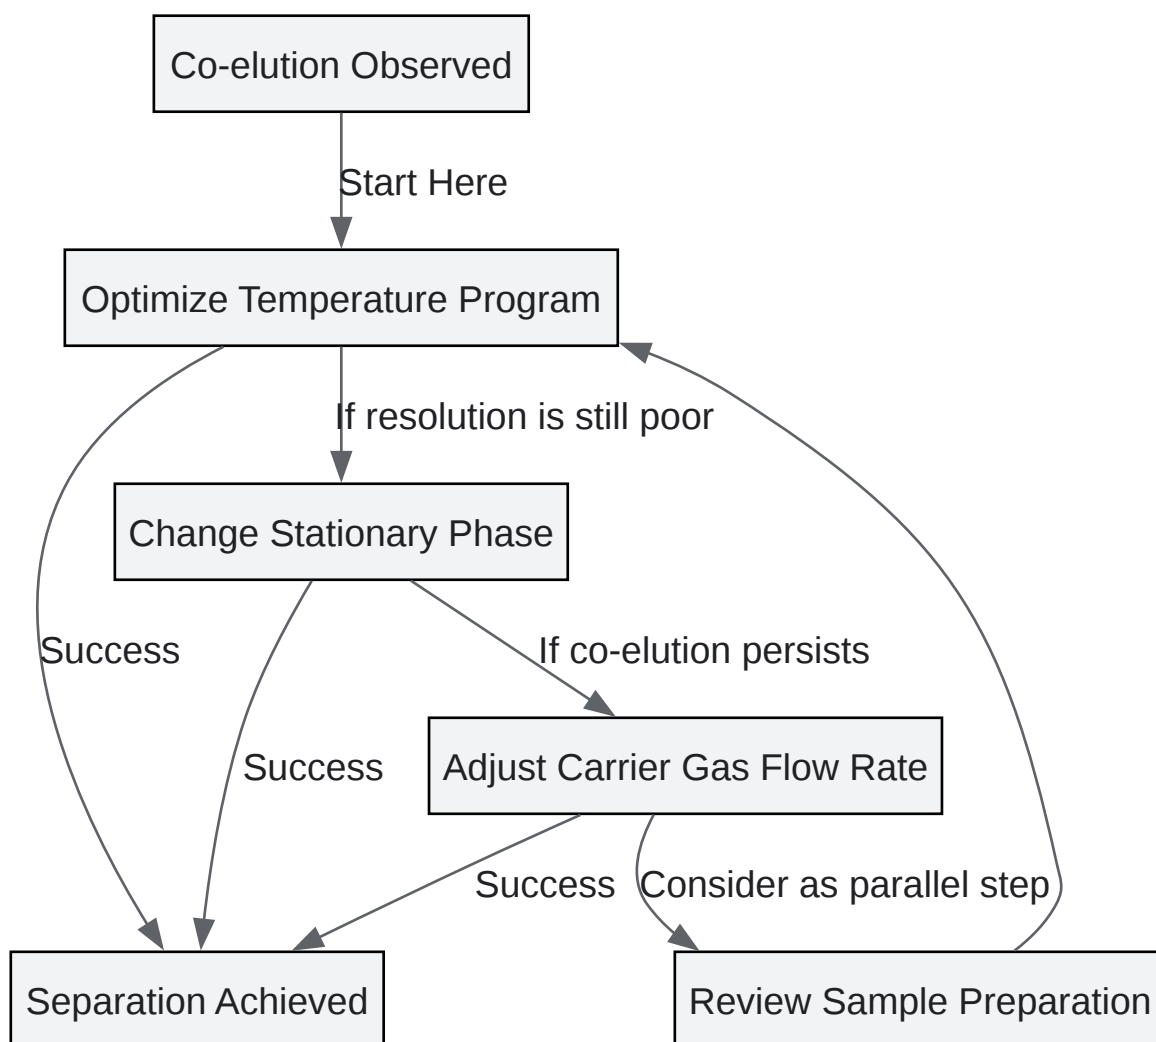 Co-elution Observed
Start Here
Optimize Temperature Program
If resolution is still poor
Change Stationary Phase
Success
If co-elution persists
Success
Adjust Carrier Gas Flow Rate
Success
Consider as parallel step
Separation Achieved
Review Sample Preparation